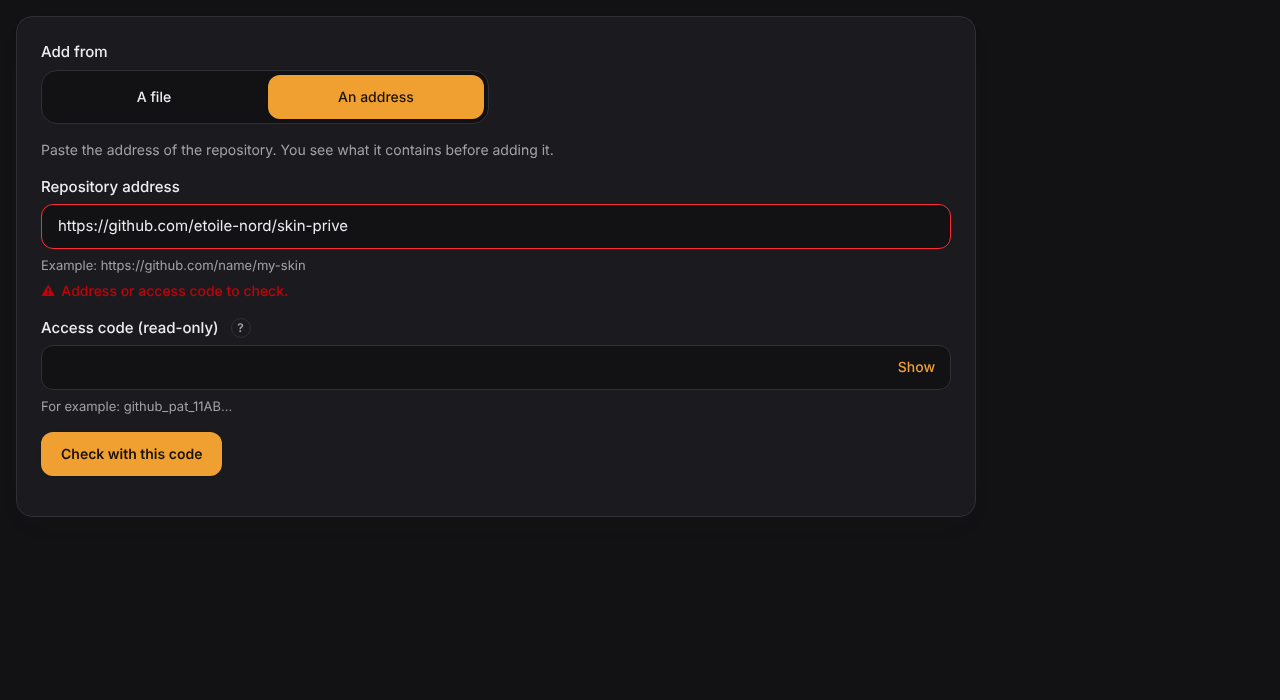 Add from
A file
An address
Paste the address of the repository. You see what it contains before adding it.
Repository address
https://github.com/etoile-nord/skin-prive
Example: https://github.com/name/my-skin
Address or access code to check.
Access code (read-only) ?
Show
For example: github_pat_11AB...
Check with this code